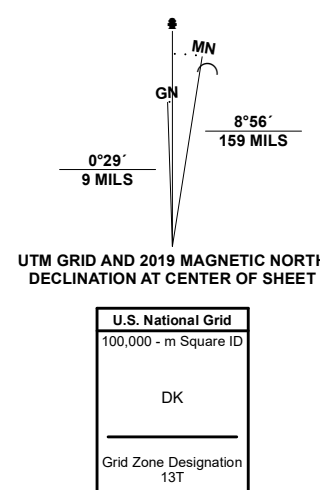 MN
GN
8°56´
159 MILS
0°29´
9 MILS
UTM GRID AND 2019 MAGNETIC NORTH
DECLINATION AT CENTER OF SHEET
U.S. National Grid
100,000 - m Square ID
DK
Grid Zone Designation
13T